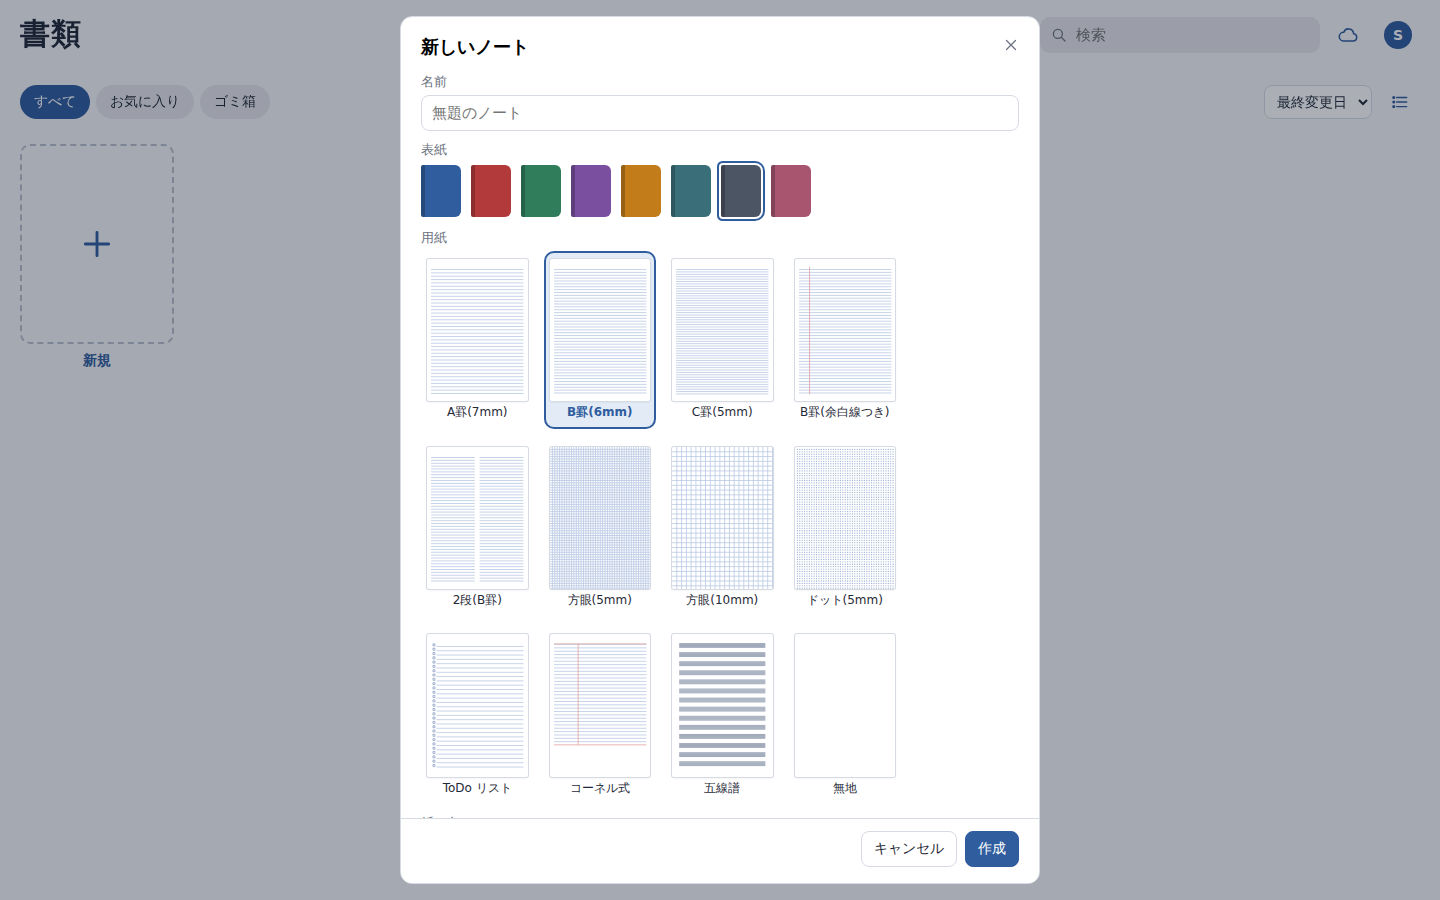 書類
検索
S
すべて
お気に入り
ゴミ箱
最終変更日
新規
新しいノート
名前
無題のノート
表紙
用紙
A罫(7mm)
B罫(6mm)
C罫(5mm)
B罫(余白線つき)
2段(B罫)
方眼(5mm)
方眼(10mm)
ドット(5mm)
ToDo リスト
コーネル式
五線譜
無地
キャンセル
作成